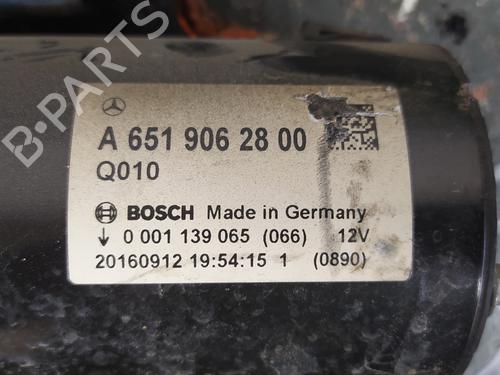 A 651 906 28 00
Q010
BOSCH Made in Germany
0 001 139 065 (066) 12V
20160912 19:54:15 1 (0890)
B-PARTS